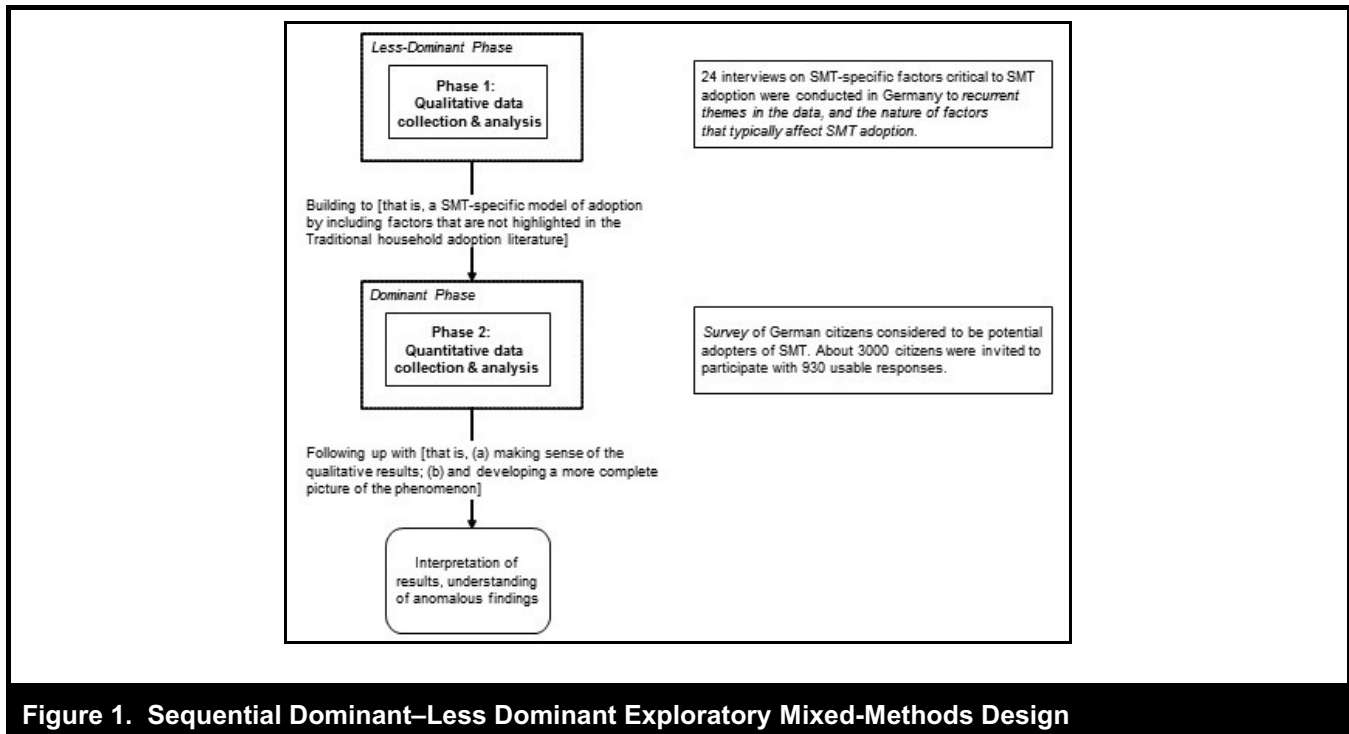 Less-Dominant Phase
Phase 1:
Qualitative data
collection & analysis
24 interviews on SMT-specific factors critical to SMT
adoption were conducted in Germany to recurrent
themes in the data, and the nature of factors
that typically affect SMT adoption.
Building to [that is, a SMT-specific model of adoption
by including factors that are not highlighted in the
Traditional household adoption literature]
Dominant Phase
Phase 2:
Quantitative data
collection & analysis
Survey of German citizens considered to be potential
adopters of SMT. About 3000 citizens were invited to
participate with 930 usable responses.
Following up with [that is, (a) making sense of the
qualitative results; (b) and developing a more complete
picture of the phenomenon]
Interpretation of
results, understanding
of anomalous findings
Figure 1. Sequential Dominant–Less Dominant Exploratory Mixed-Methods Design